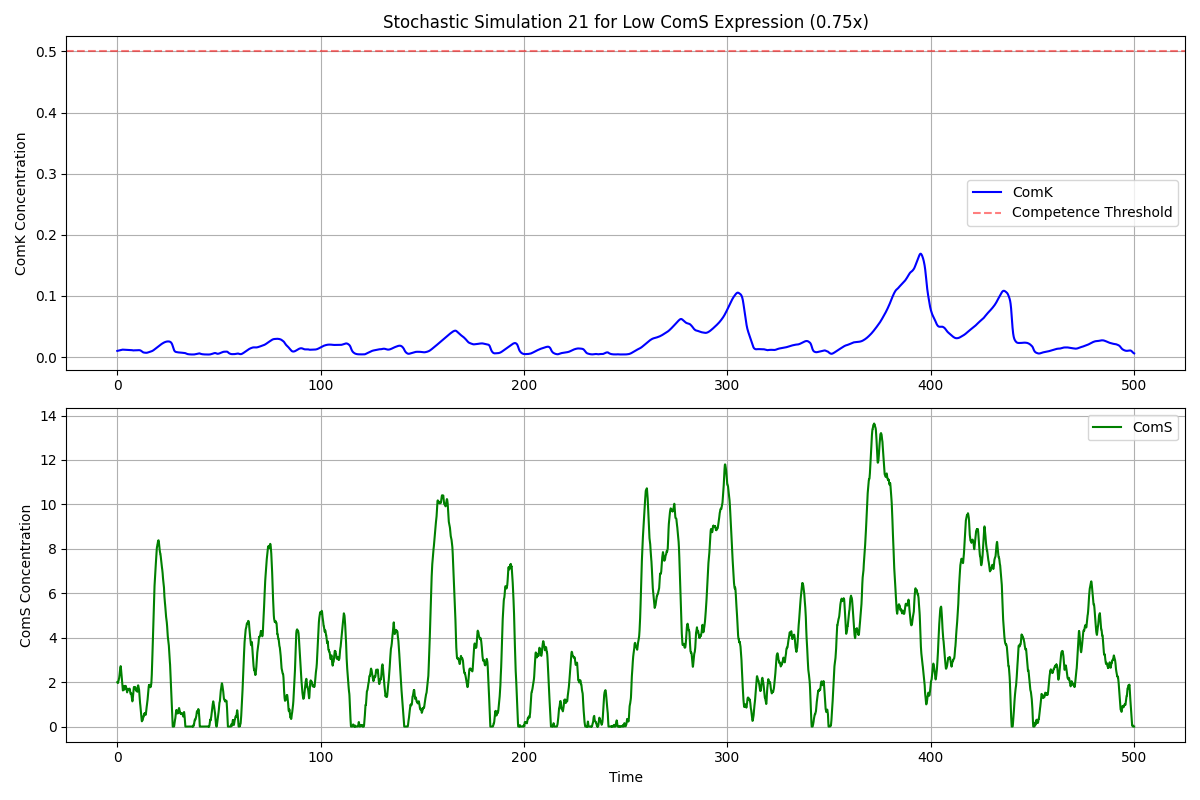 Stochastic Simulation 21 for Low ComS Expression (0.75x)
ComK Concentration
0.5
0.4
0.3
0.2
0.1
0.0
ComK
Competence Threshold
0 100 200 300 400 500
ComS Concentration
14
12
10
8
6
4
2
0
ComS
0 100 200 300 400 500
Time